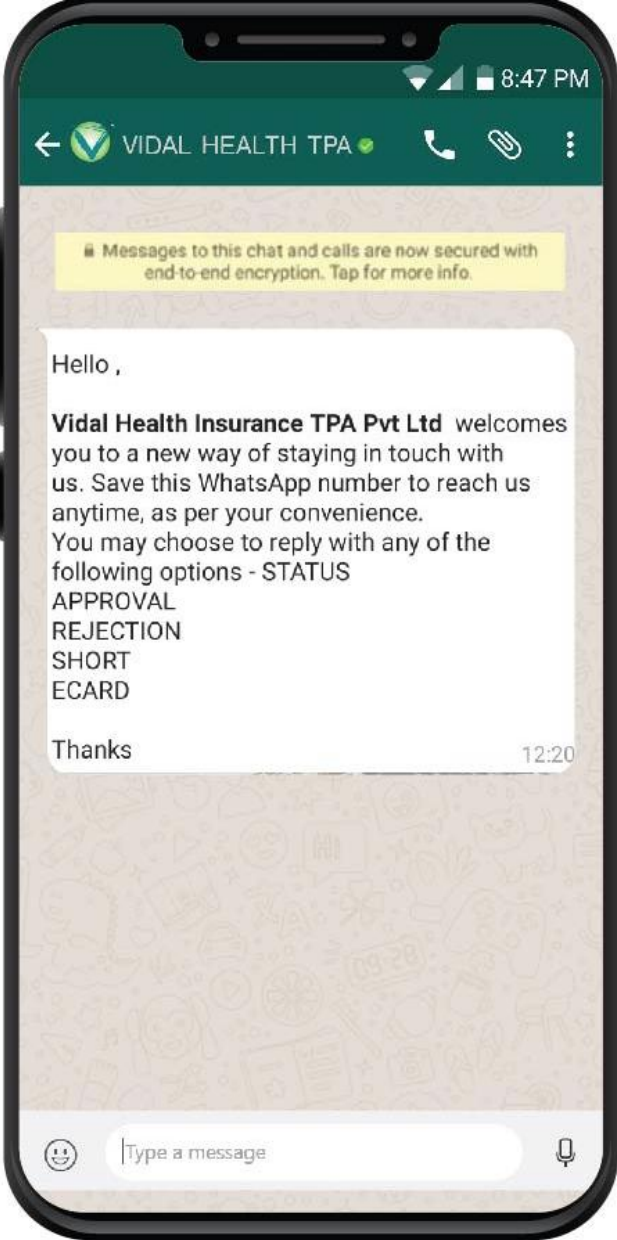 8:47 PM
VIDAL HEALTH TPA
Messages to this chat and calls are now secured with
end-to-end encryption. Tap for more info.
Hello ,
Vidal Health Insurance TPA Pvt Ltd welcomes
you to a new way of staying in touch with
us. Save this WhatsApp number to reach us
anytime, as per your convenience.
You may choose to reply with any of the
following options - STATUS
APPROVAL
REJECTION
SHORT
ECARD
Thanks
12:20
HI
09:28
Type a message